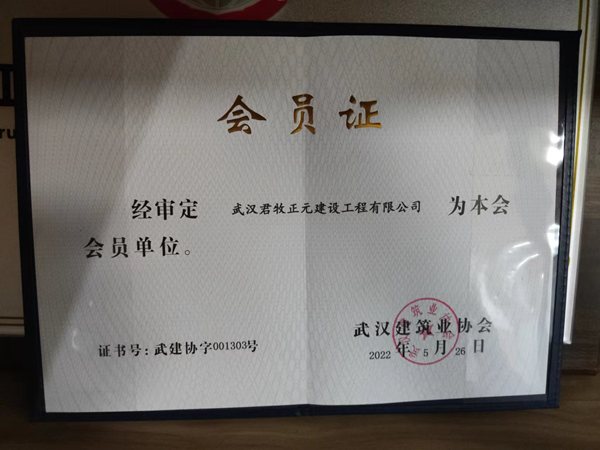 会员证
经审定 武汉君牧正元建设工程有限公司 为本会
会员单位。
武汉建筑业协会
证书号:武建协字001303号
2022年5月26日